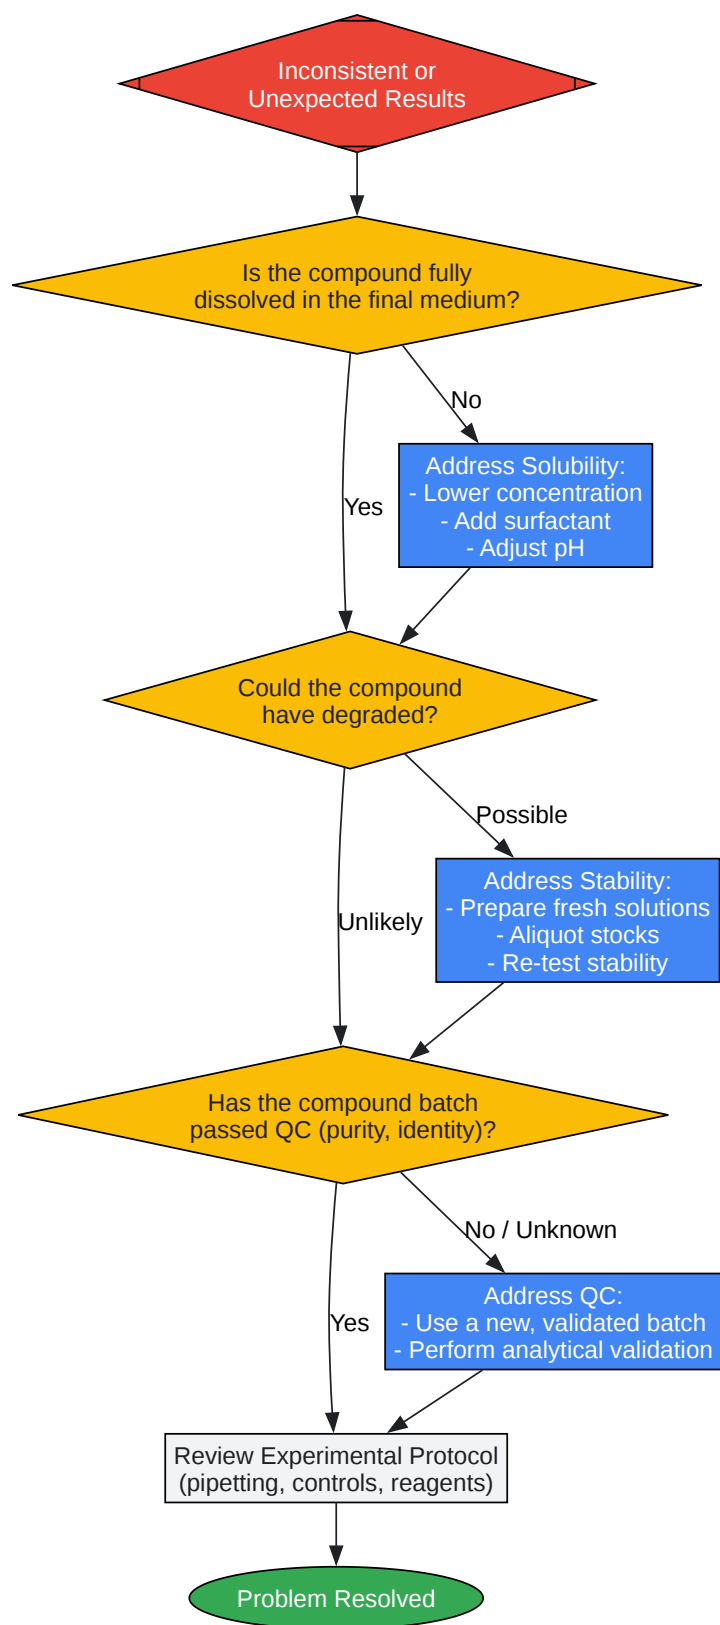 Inconsistent or
Unexpected Results
Is the compound fully
dissolved in the final medium?
No
Address Solubility:
- Lower concentration
- Add surfactant
- Adjust pH
Yes
Could the compound
have degraded?
Possible
Address Stability:
- Prepare fresh solutions
- Aliquot stocks
- Re-test stability
Unlikely
Has the compound batch
passed QC (purity, identity)?
No / Unknown
Address QC:
- Use a new, validated batch
- Perform analytical validation
Yes
Review Experimental Protocol
(pipetting, controls, reagents)
Problem Resolved